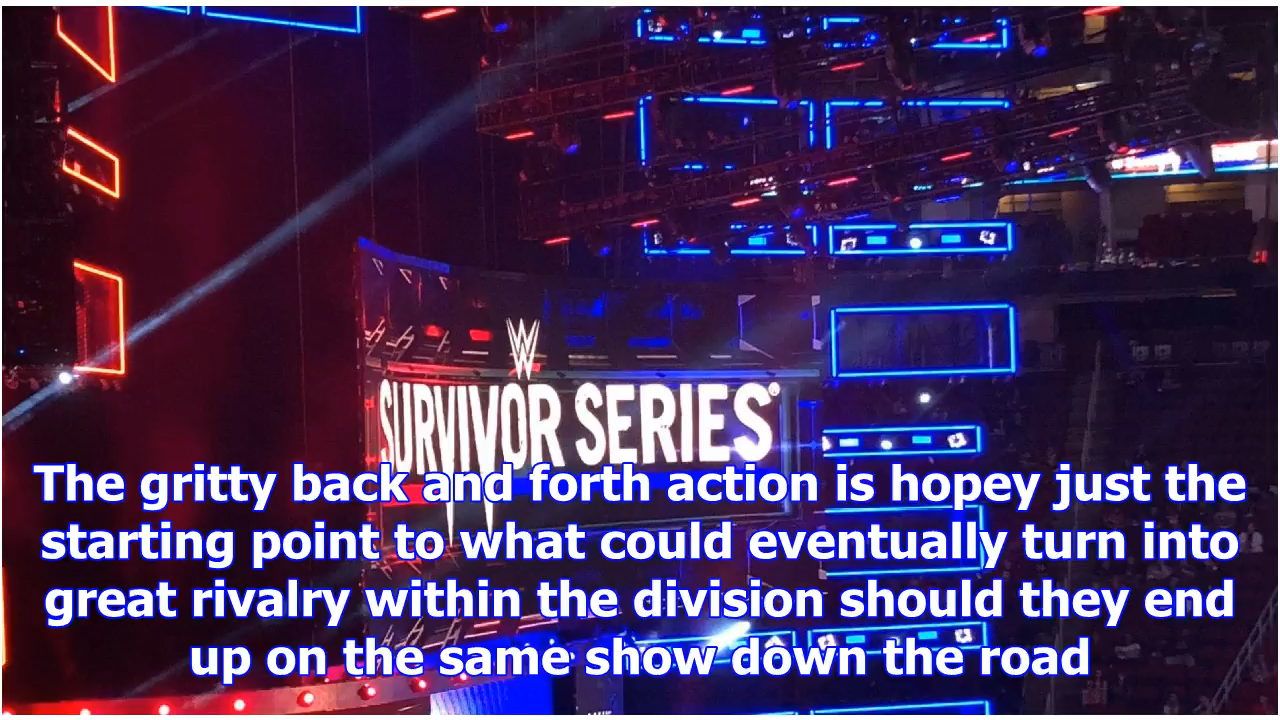 W
SURVIVOR SERIES®
The gritty back and forth action is hopey just the
starting point to what could eventually turn into
great rivalry within the division should they end
up on the same show down the road